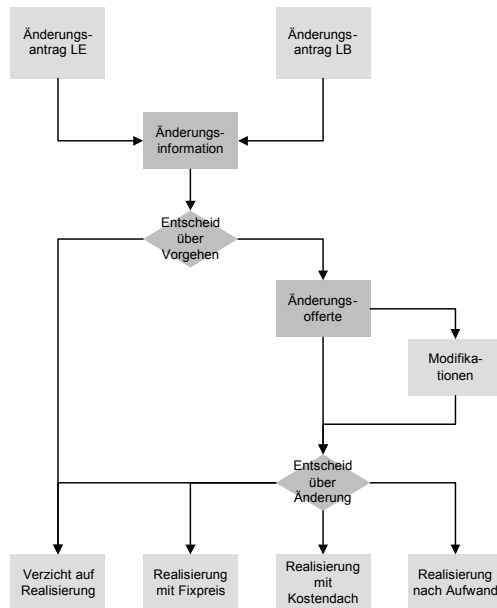 Änderungs-
antrag LE
Änderungs-
antrag LB
Änderungs-
information
Entscheid
über
Vorgehen
Änderungs-
offerte
Modifika-
tionen
Entscheid
über
Änderung
Verzicht auf
Realisierung
Realisierung
mit Fixpreis
Realisierung
mit
Kostendach
Realisierung
nach Aufwand